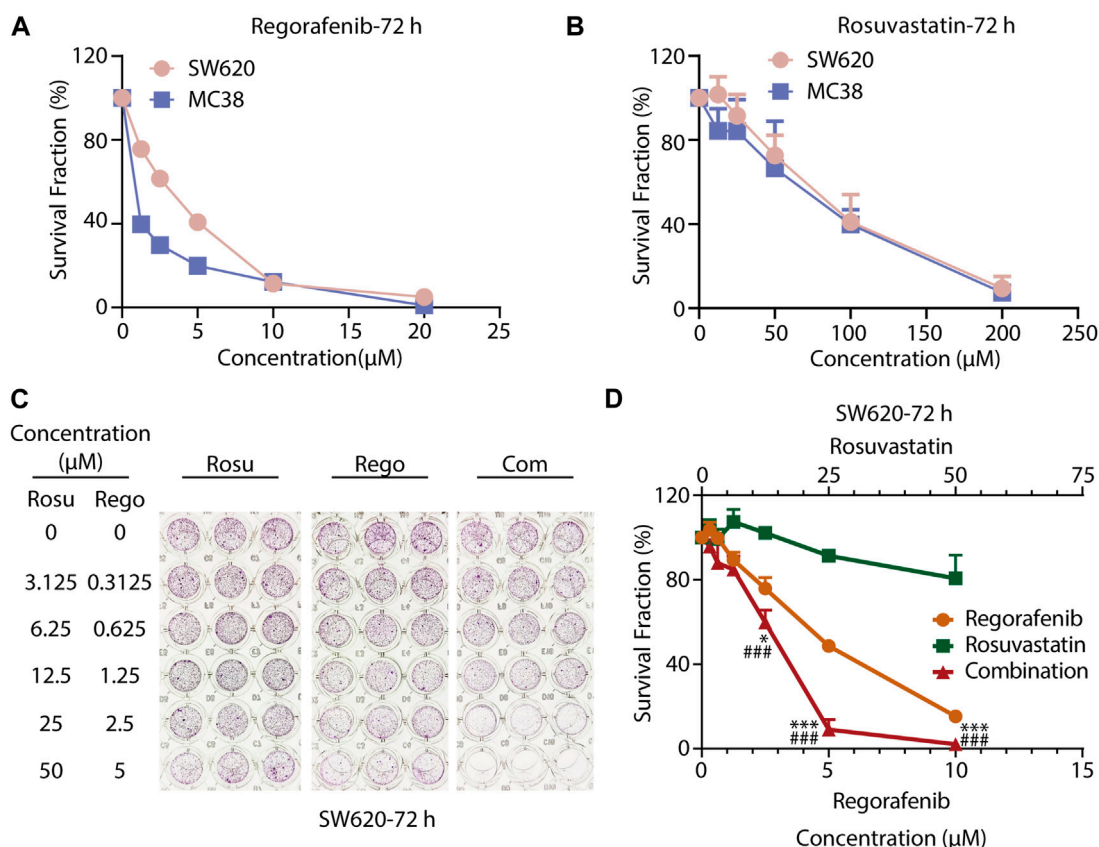 A
Regorafenib-72 h
120
80
40
0
Survival Fraction (%)
SW620
MC38
0 5 10 15 20 25
Concentration(μM)
B
Rosuvastatin-72 h
120
80
40
0
Survival Fraction (%)
SW620
MC38
0 50 100 150 200 250
Concentration (μM)
C
Concentration
(μM)
Rosu Rego Com
Rosu Rego
0 0
3.125 0.3125
6.25 0.625
12.5 1.25
25 2.5
50 5
SW620-72 h
D
SW620-72 h
Rosuvastatin
0 25 50 75
120
80
40
0
Survival Fraction (%)
Regorafenib
Rosuvastatin
Combination
*
###
***
###
***
###
0 5 10 15
Regorafenib
Concentration (μM)